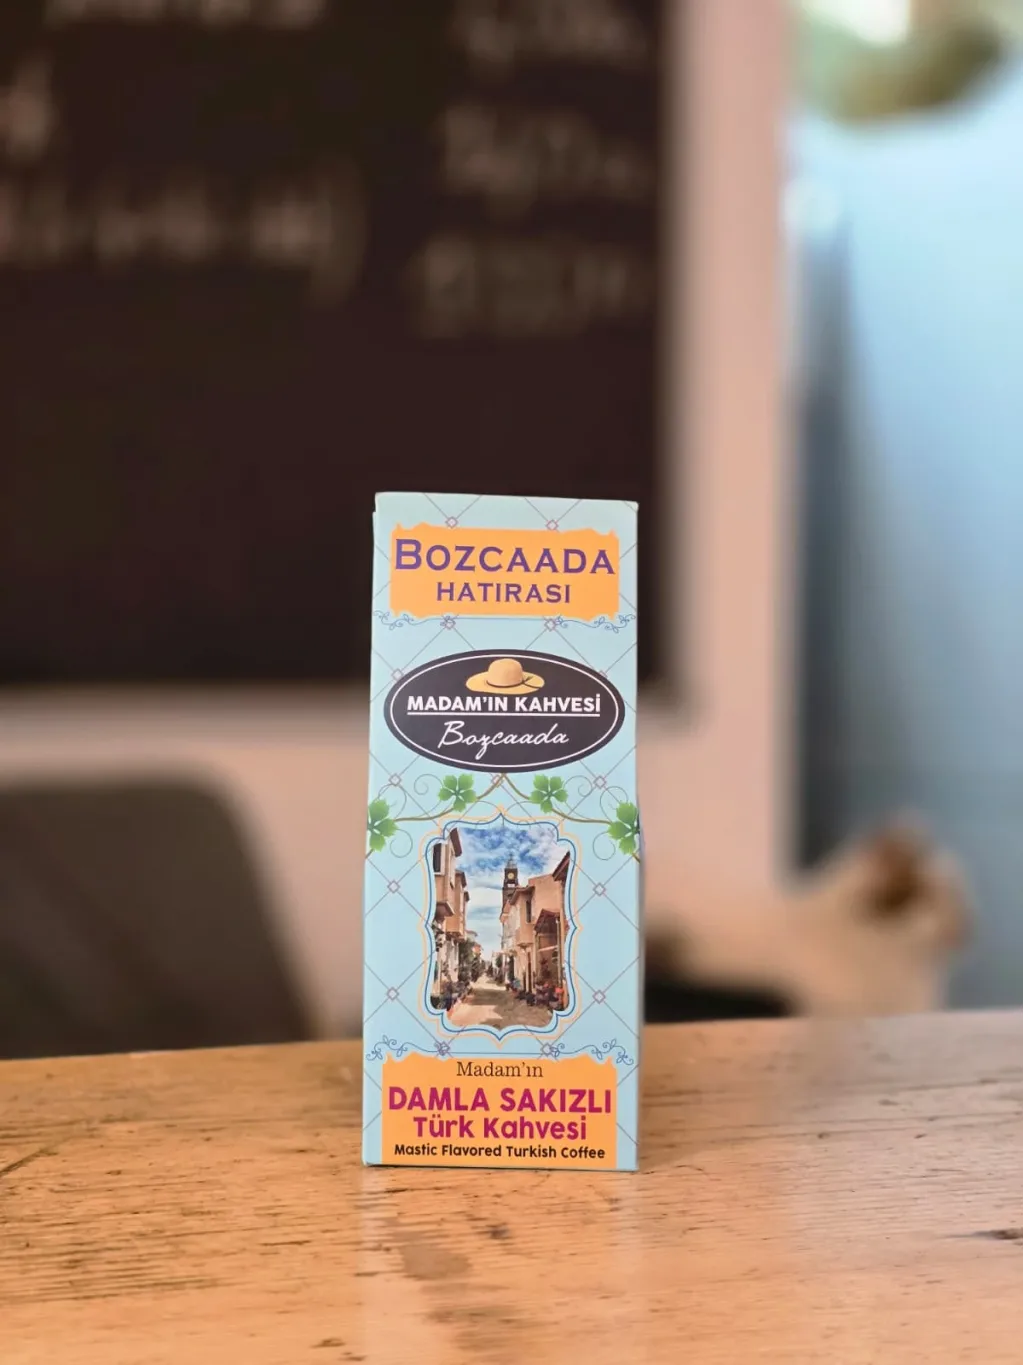 BOZCAADA
HATIRASI
MADAM'IN KAHVESİ
Bozcaada
Madam'ın
DAMLA SAKIZLI
Türk Kahvesi
Mastic Flavored Turkish Coffee